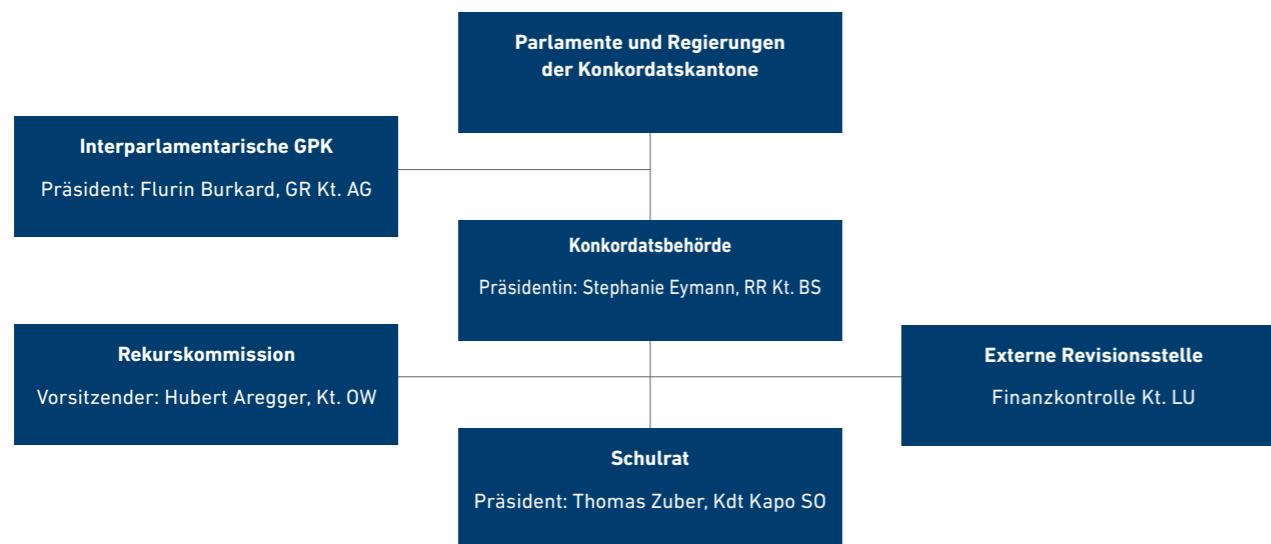 Parlamente und Regierungen
der Konkordatskantone
Interparlamentarische GPK
Präsident: Flurin Burkard, GR Kt. AG
Konkordatsbehörde
Präsidentin: Stephanie Eymann, RR Kt. BS
Rekurskommission
Vorsitzender: Hubert Aregger, Kt. OW
Externe Revisionsstelle
Finanzkontrolle Kt. LU
Schulrat
Präsident: Thomas Zuber, Kdt Kapo SO